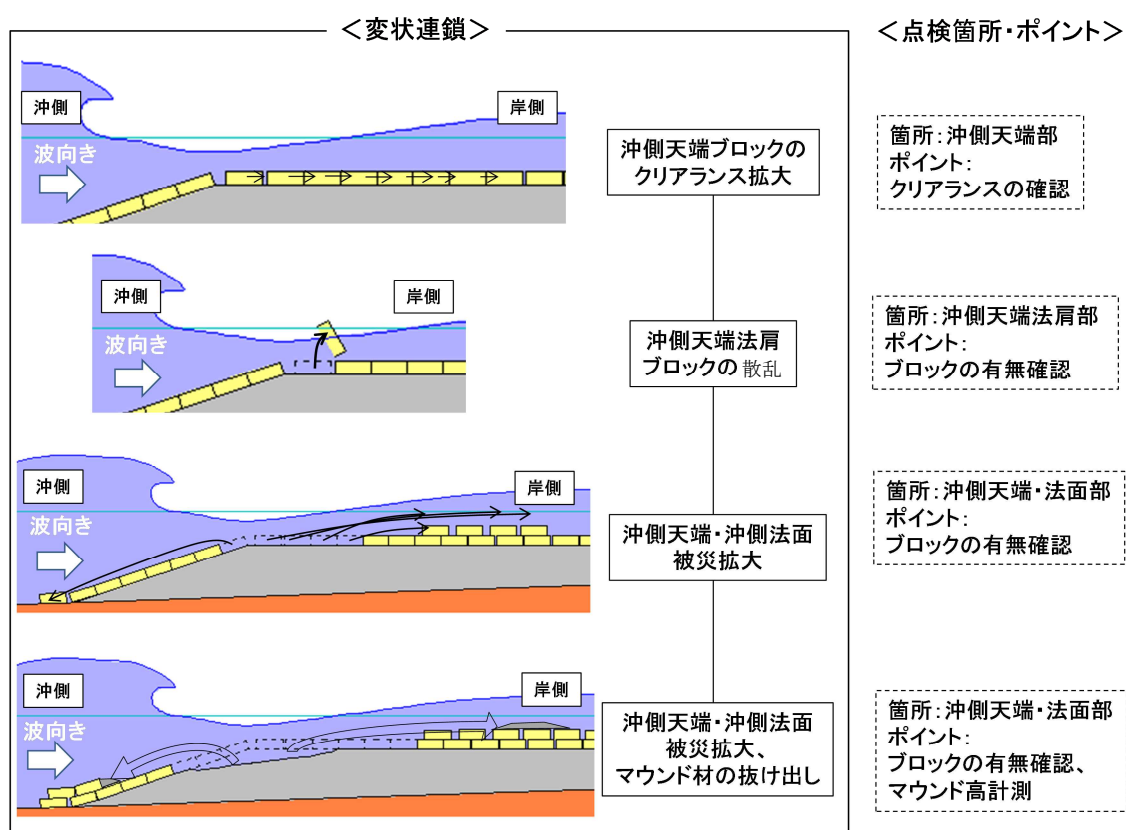 ＜変状連鎖＞
＜点検箇所・ポイント＞
沖側
岸側
波向き
沖側天端ブロックの
クリアランス拡大
箇所：沖側天端部
ポイント：
クリアランスの確認
沖側
岸側
波向き
沖側天端法肩
ブロックの散乱
箇所：沖側天端法肩部
ポイント：
ブロックの有無確認
沖側
岸側
波向き
沖側天端・沖側法面
被災拡大
箇所：沖側天端・法面部
ポイント：
ブロックの有無確認
沖側
岸側
波向き
沖側天端・沖側法面
被災拡大、
マウンド材の抜け出し
箇所：沖側天端・法面部
ポイント：
ブロックの有無確認、
マウンド高計測